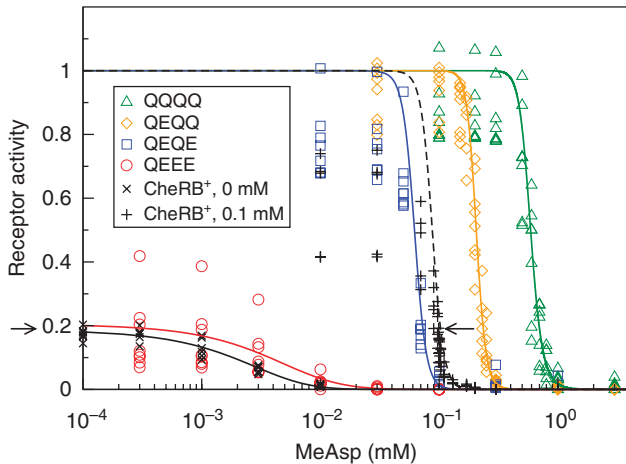 Receptor activity
1
0.8
0.6
0.4
0.2
0
QQQQ
QEQQ
QEQE
QEEE
CheRB⁺, 0 mM
CheRB⁺, 0.1 mM
10⁻⁴ 10⁻³ 10⁻² 10⁻¹ 10⁰
MeAsp (mM)